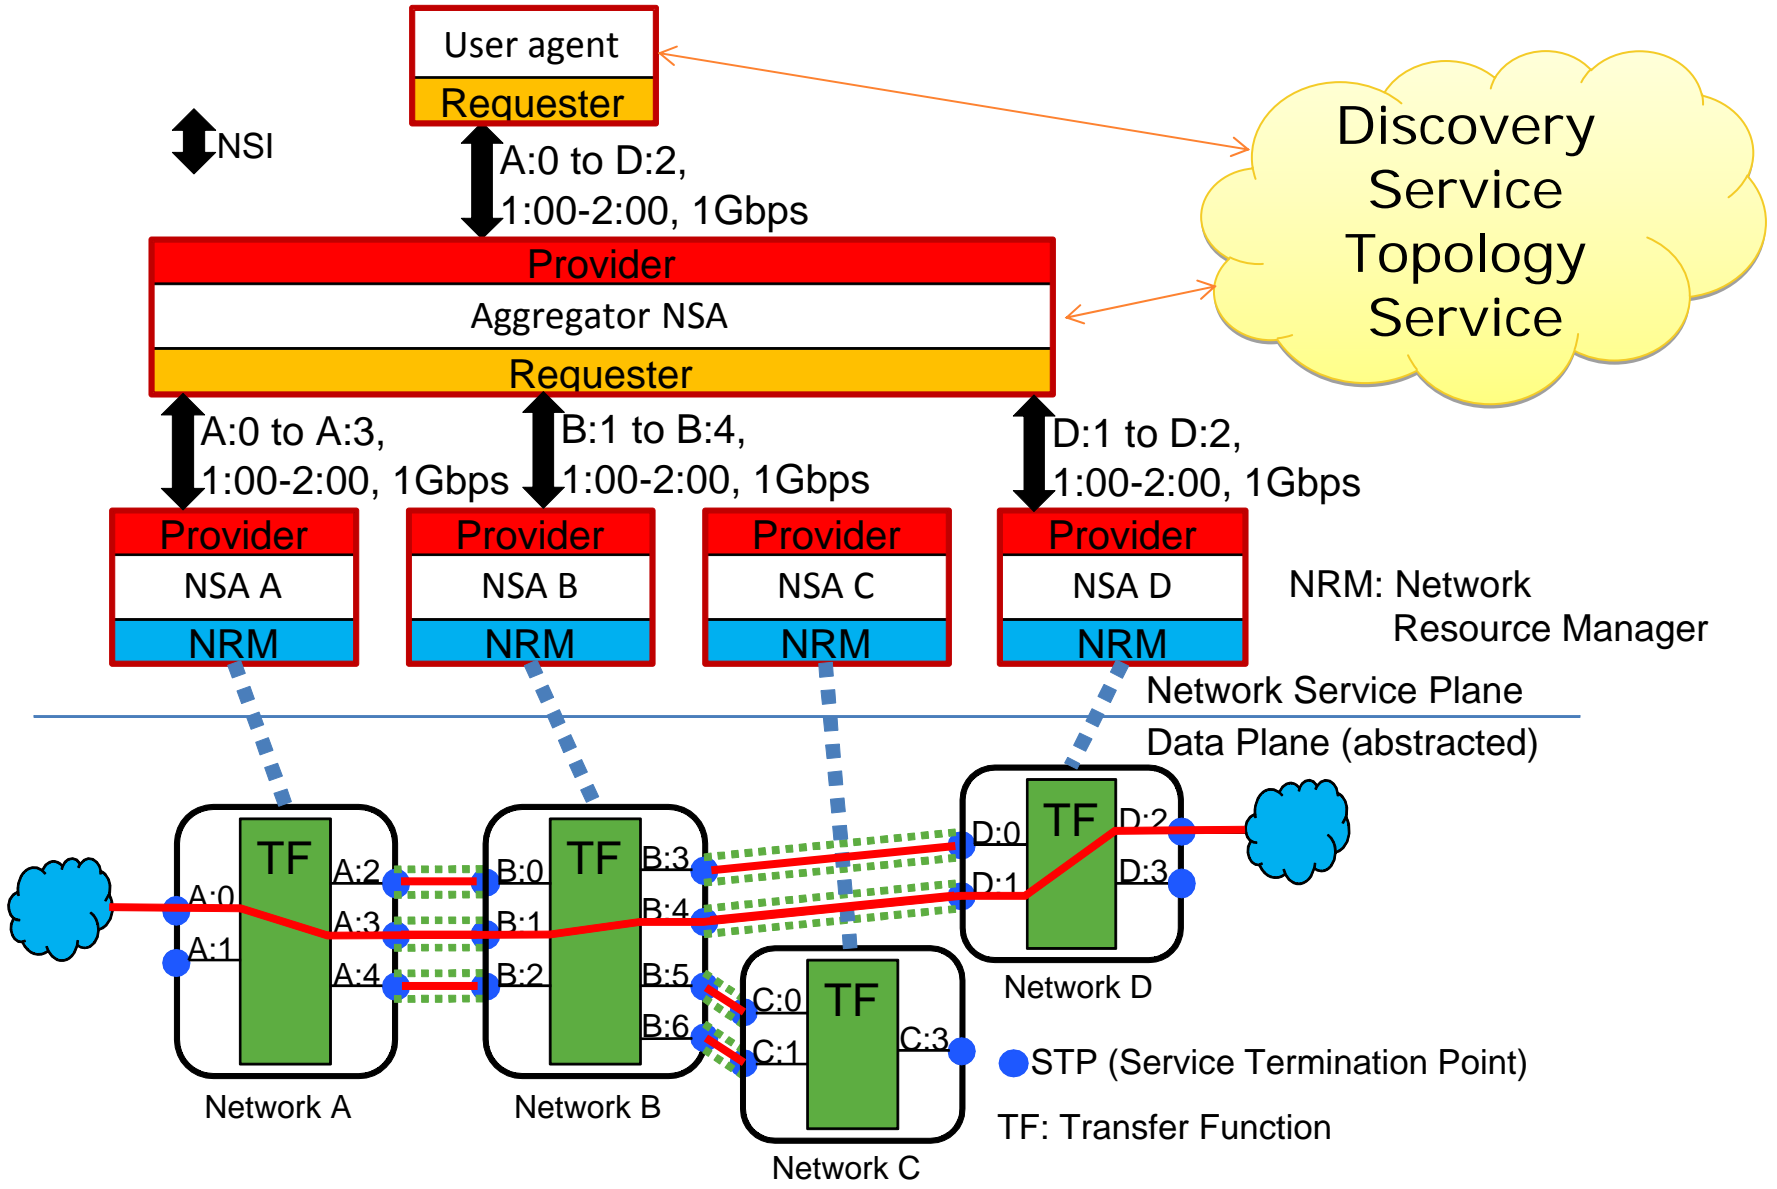 User agent
Requester
NSI
A:0 to D:2,
1:00-2:00, 1Gbps
Discovery
Service
Topology
Service
Provider
Aggregator NSA
Requester
A:0 to A:3,
1:00-2:00, 1Gbps
B:1 to B:4,
1:00-2:00, 1Gbps
D:1 to D:2,
1:00-2:00, 1Gbps
Provider
NSA A
NRM
Provider
NSA B
NRM
Provider
NSA C
NRM
Provider
NSA D
NRM
NRM: Network
Resource Manager
Network Service Plane
Data Plane (abstracted)
TF
A:0
A:1
A:2
A:3
A:4
Network A
TF
B:0
B:1
B:2
B:3
B:4
B:5
B:6
Network B
TF
C:0
C:1
C:3
Network C
TF
D:0
D:1
D:2
D:3
Network D
STP (Service Termination Point)
TF: Transfer Function